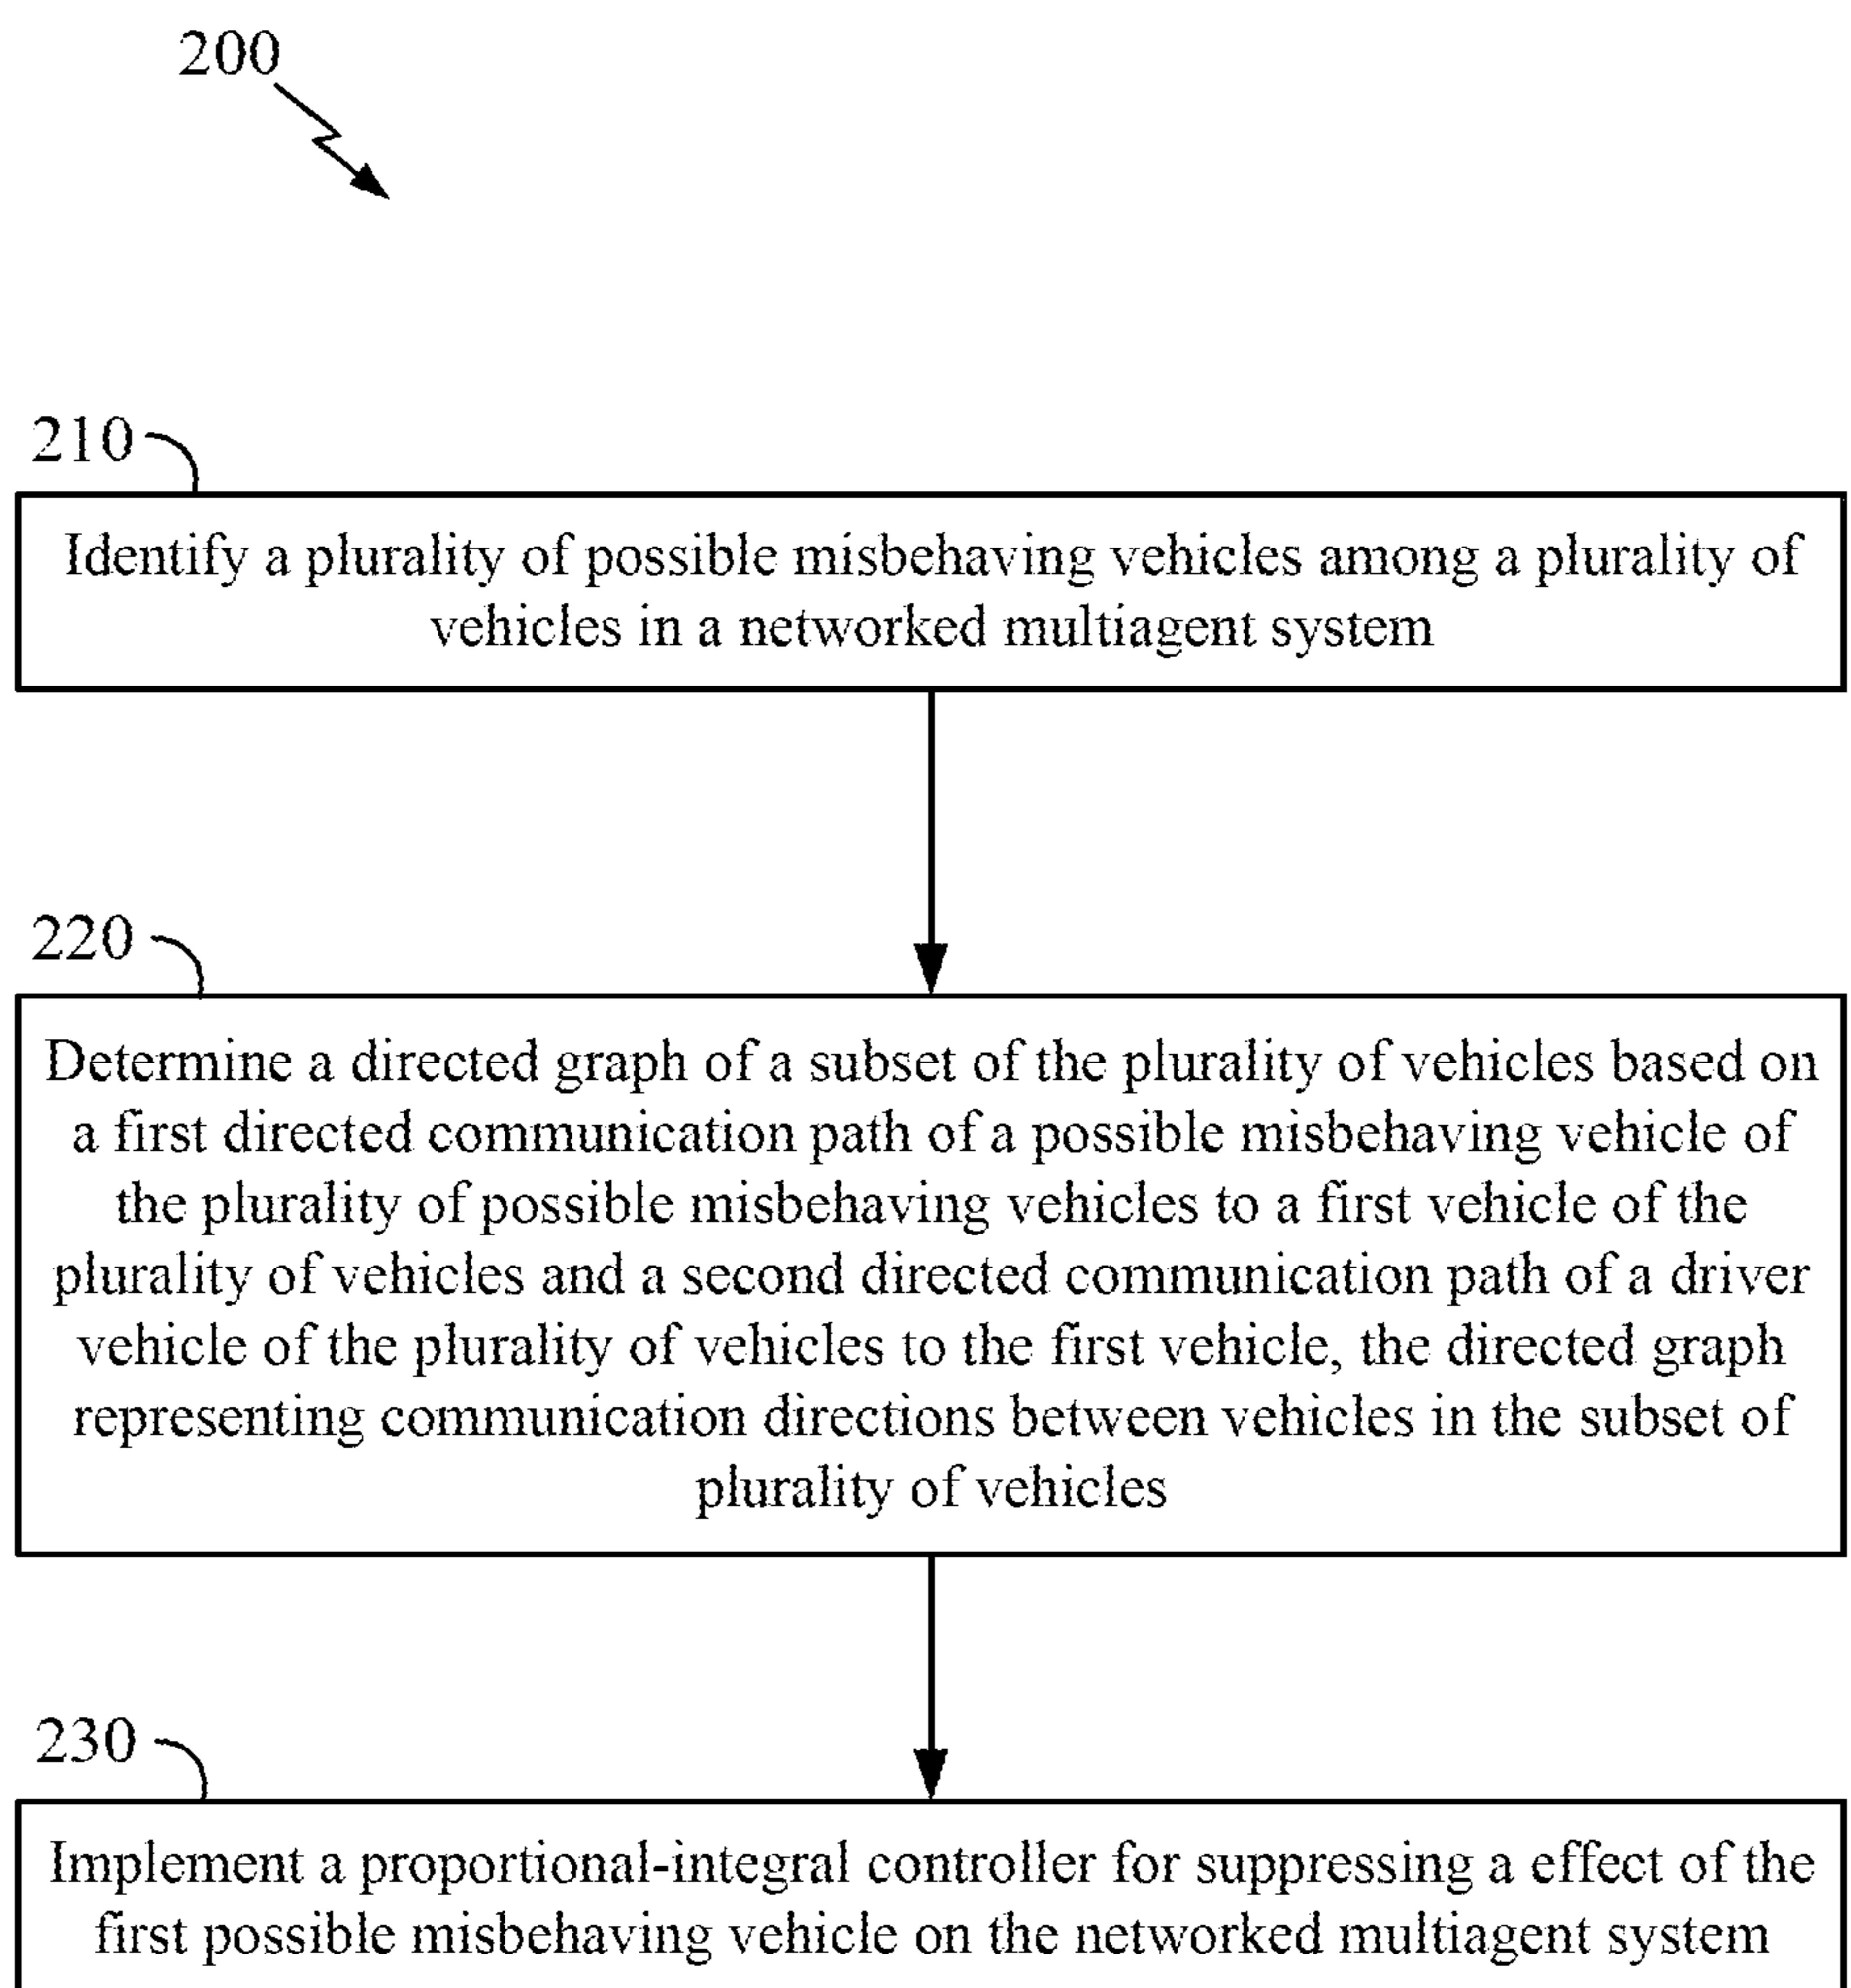 200
210
Identify a plurality of possible misbehaving vehicles among a plurality of
vehicles in a networked multiagent system
220
Determine a directed graph of a subset of the plurality of vehicles based on
a first directed communication path of a possible misbehaving vehicle of
the plurality of possible misbehaving vehicles to a first vehicle of the
plurality of vehicles and a second directed communication path of a driver
vehicle of the plurality of vehicles to the first vehicle, the directed graph
representing communication directions between vehicles in the subset of
plurality of vehicles
230
Implement a proportional-integral controller for suppressing a effect of the
first possible misbehaving vehicle on the networked multiagent system